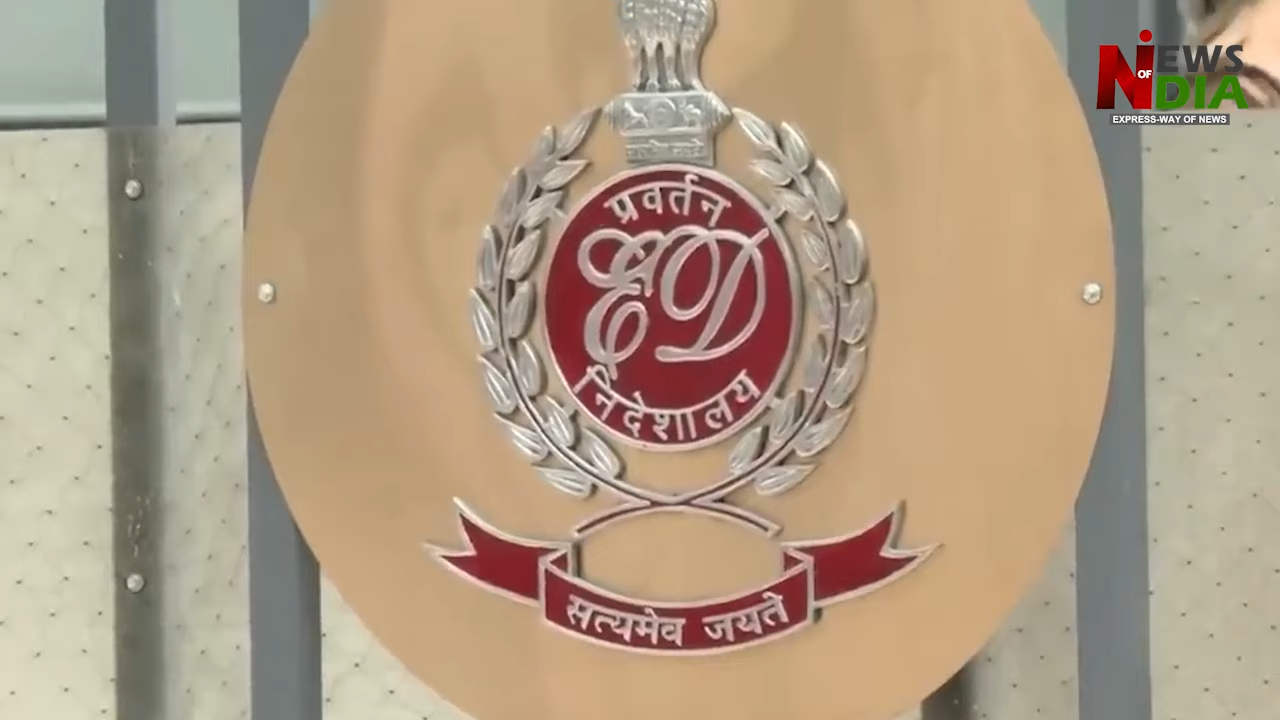 NEWS
OF
iNDIA
EXPRESS-WAY OF NEWS
प्रवर्तन
ED
निदेशालय
सत्यमेव जयते